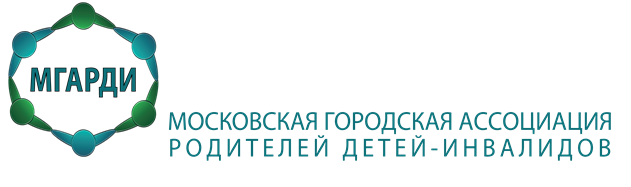 МГАРДИ
МОСКОВСКАЯ ГОРОДСКАЯ АССОЦИАЦИЯ
РОДИТЕЛЕЙ ДЕТЕЙ-ИНВАЛИДОВ